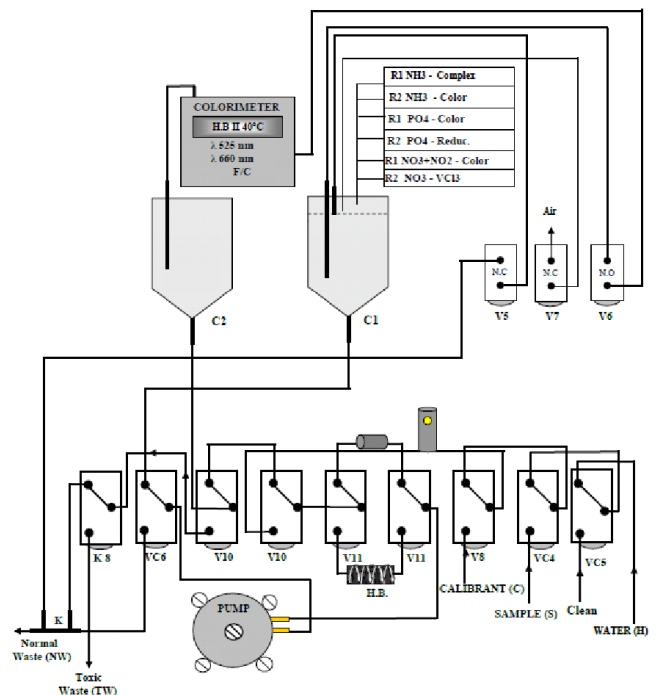 R1 NH3 - Complex
R2 NH3 - Color
R1 PO4 - Color
R2 PO4 - Reduc.
R1 NO3+NO2 - Color
R2 NO3 - VCl3
COLORIMETER
H.B II 40°C
λ 525 nm
λ 660 nm
F/C
Air
N.C
N.C
N.O
V5
V7
V6
C2
C1
K 8
VC6
V10
V10
V11
V11
V8
VC4
VC5
H.B.
CALIBRANT (C)
SAMPLE (S)
Clean
WATER (H)
PUMP
K
Normal
Waste (NW)
Toxic
Waste (TW)